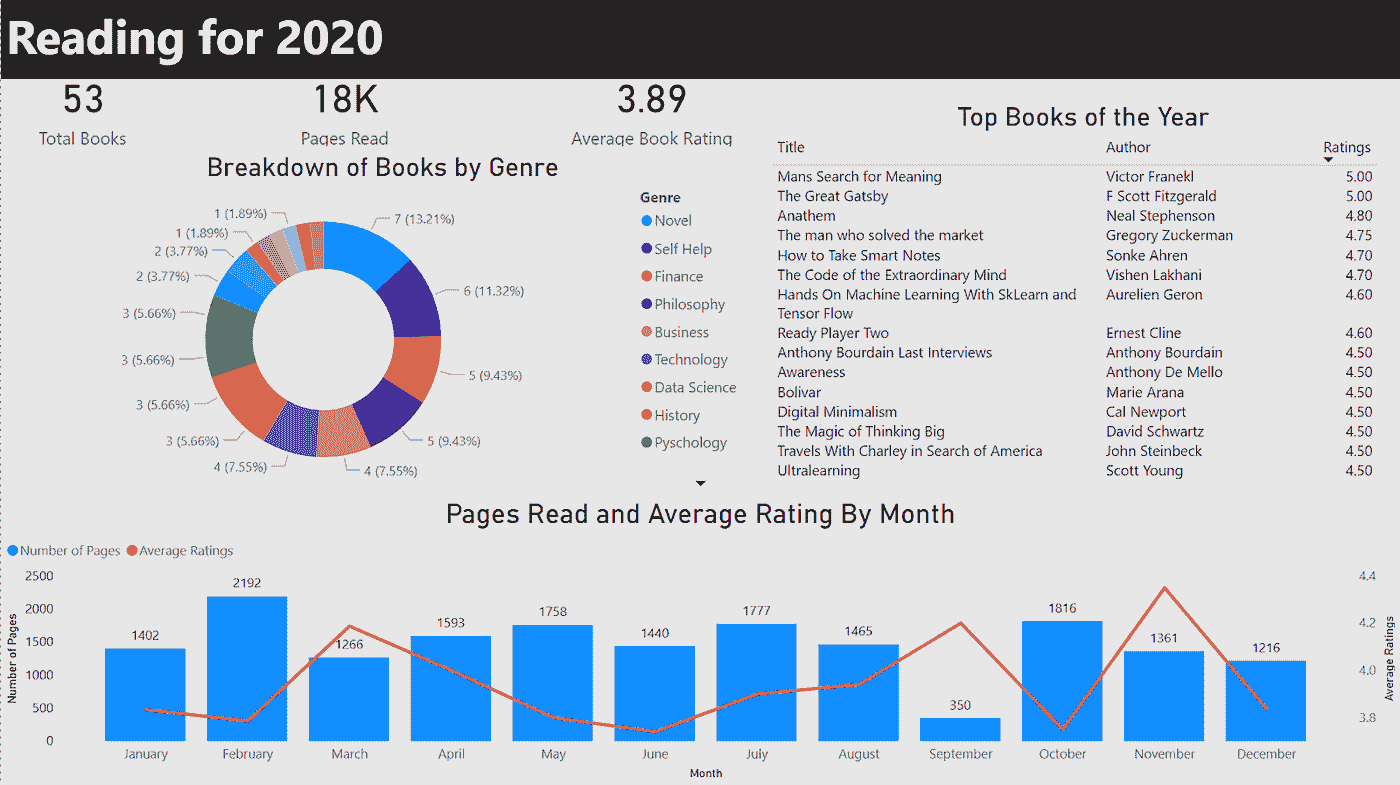 Reading for 2020
53
Total Books
18K
Pages Read
3.89
Average Book Rating
Breakdown of Books by Genre
1 (1.89%)
1 (1.89%)
2 (3.77%)
2 (3.77%)
3 (5.66%)
3 (5.66%)
3 (5.66%)
3 (5.66%)
4 (7.55%)
4 (7.55%)
5 (9.43%)
5 (9.43%)
6 (11.32%)
7 (13.21%)
Genre
Novel
Self Help
Finance
Philosophy
Business
Technology
Data Science
History
Pyschology
Top Books of the Year
Title Author Ratings
Mans Search for Meaning Victor Franekl 5.00
The Great Gatsby F Scott Fitzgerald 5.00
Anathem Neal Stephenson 4.80
The man who solved the market Gregory Zuckerman 4.75
How to Take Smart Notes Sonke Ahren 4.70
The Code of the Extraordinary Mind Vishen Lakhani 4.70
Hands On Machine Learning With SkLearn and Aurelien Geron 4.60
Tensor Flow
Ready Player Two Ernest Cline 4.60
Anthony Bourdain Last Interviews Anthony Bourdain 4.50
Awareness Anthony De Mello 4.50
Bolivar Marie Arana 4.50
Digital Minimalism Cal Newport 4.50
The Magic of Thinking Big David Schwartz 4.50
Travels With Charley in Search of America John Steinbeck 4.50
Ultralearning Scott Young 4.50
Pages Read and Average Rating By Month
Number of Pages Average Ratings
Number of Pages
2500
2000
1500
1000
500
0
1402
2192
1266
1593
1758
1440
1777
1465
350
1816
1361
1216
4.4
4.2
4.0
3.8
Average Ratings
January February March April May June July August September October November December
Month